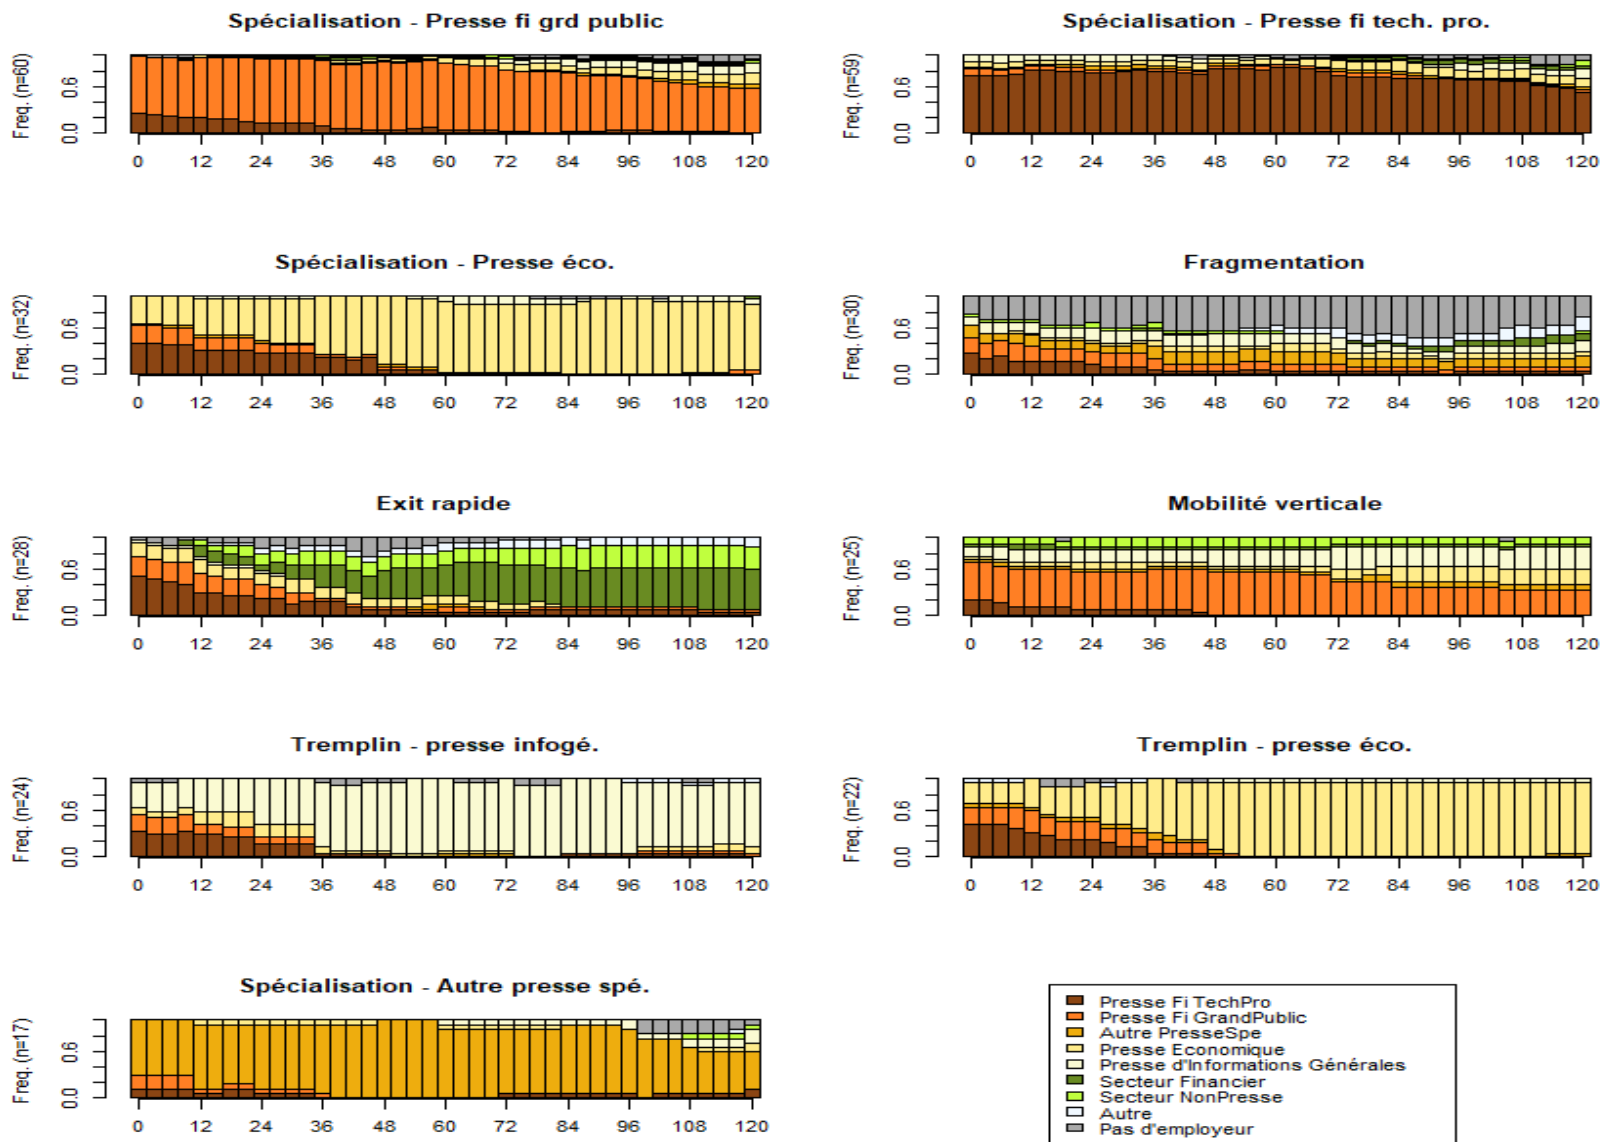 Spécialisation - Presse fi grd public
Freq. (n=60)
0.0 0.6
0 12 24 36 48 60 72 84 96 108 120
Spécialisation - Presse fi tech. pro.
Freq. (n=59)
0.0 0.6
0 12 24 36 48 60 72 84 96 108 120
Spécialisation - Presse éco.
Freq. (n=32)
0.0 0.6
0 12 24 36 48 60 72 84 96 108 120
Fragmentation
Freq. (n=30)
0.0 0.6
0 12 24 36 48 60 72 84 96 108 120
Exit rapide
Freq. (n=28)
0.0 0.6
0 12 24 36 48 60 72 84 96 108 120
Mobilité verticale
Freq. (n=25)
0.0 0.6
0 12 24 36 48 60 72 84 96 108 120
Tremplin - presse infogé.
Freq. (n=24)
0.0 0.6
0 12 24 36 48 60 72 84 96 108 120
Tremplin - presse éco.
Freq. (n=22)
0.0 0.6
0 12 24 36 48 60 72 84 96 108 120
Spécialisation - Autre presse spé.
Freq. (n=17)
0.0 0.6
0 12 24 36 48 60 72 84 96 108 120
Presse Fi TechPro
Presse Fi GrandPublic
Autre PresseSpe
Presse Economique
Presse d'Informations Générales
Secteur Financier
Secteur NonPresse
Autre
Pas d'employeur